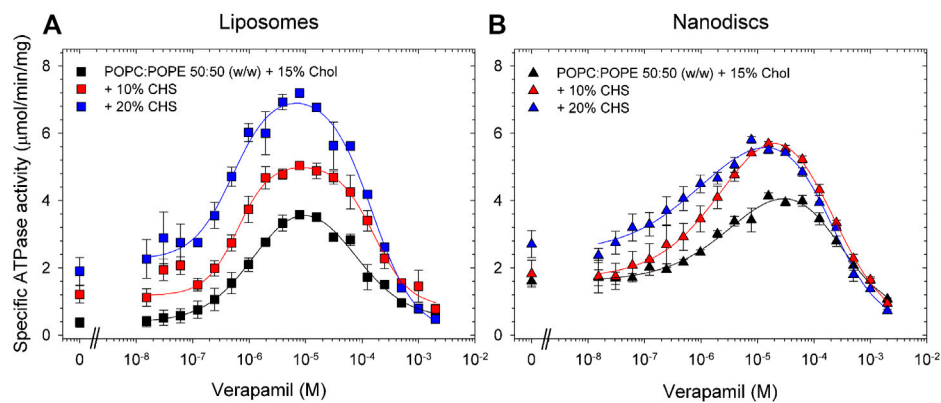 A Liposomes
B Nanodiscs
Specific ATPase activity (μmol/min/mg)
8
6
4
2
0
POPC:POPE 50:50 (w/w) + 15% Chol
+ 10% CHS
+ 20% CHS
0 10⁻⁸ 10⁻⁷ 10⁻⁶ 10⁻⁵ 10⁻⁴ 10⁻³ 10⁻²
Verapamil (M)
8
6
4
2
0
POPC:POPE 50:50 (w/w) + 15% Chol
+ 10% CHS
+ 20% CHS
0 10⁻⁸ 10⁻⁷ 10⁻⁶ 10⁻⁵ 10⁻⁴ 10⁻³ 10⁻²
Verapamil (M)